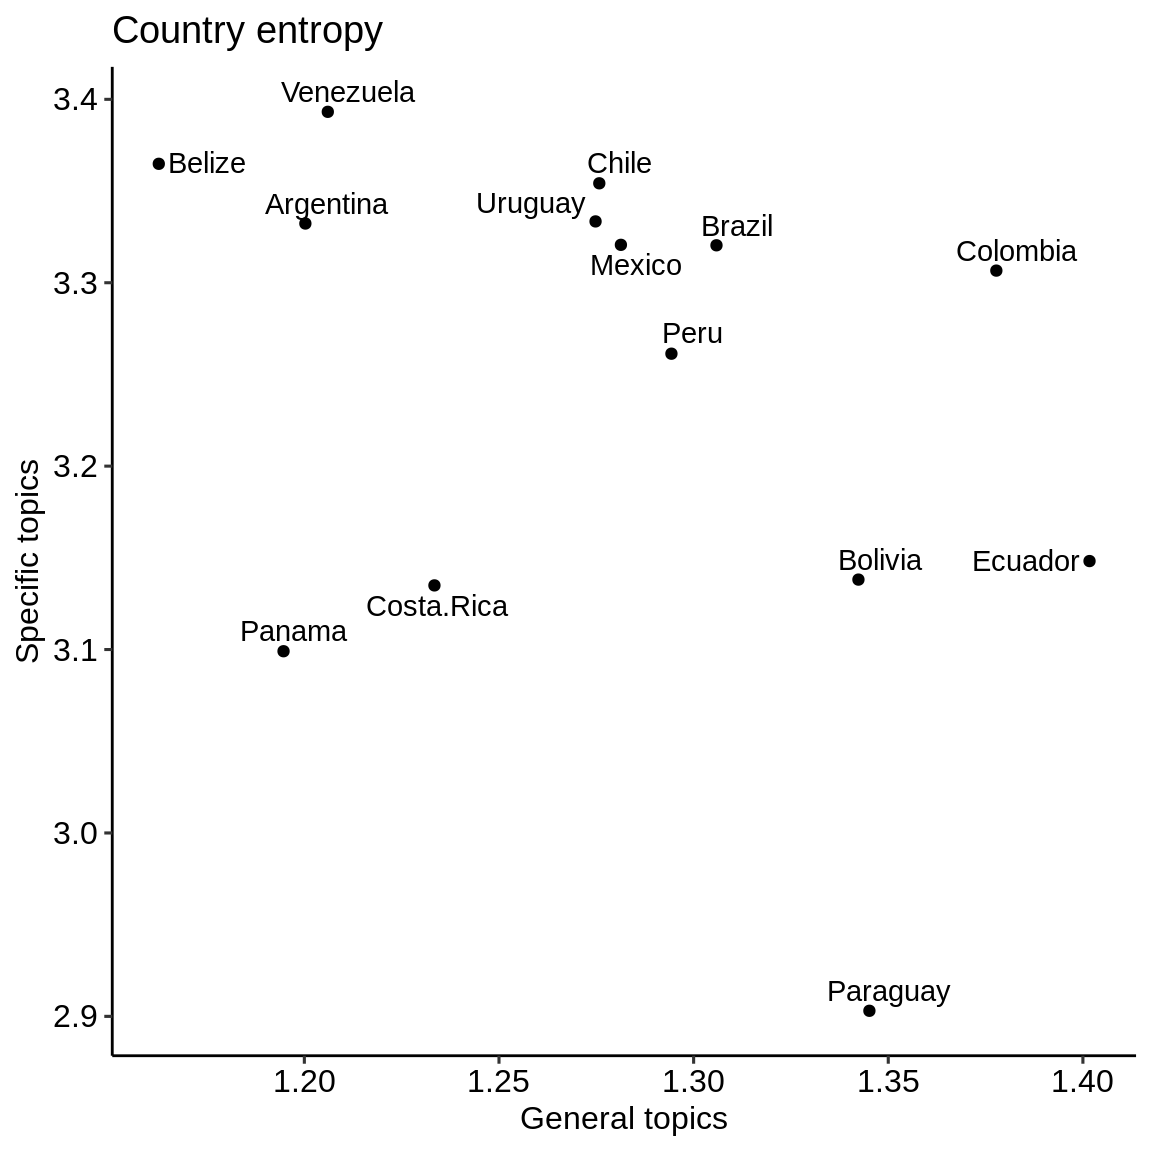 Country entropy
3.4
3.3
3.2
3.1
3.0
2.9
Specific topics
Venezuela
Belize
Chile
Argentina
Uruguay
Brazil
Colombia
Mexico
Peru
Bolivia
Ecuador
Costa.Rica
Panama
Paraguay
1.20 1.25 1.30 1.35 1.40
General topics